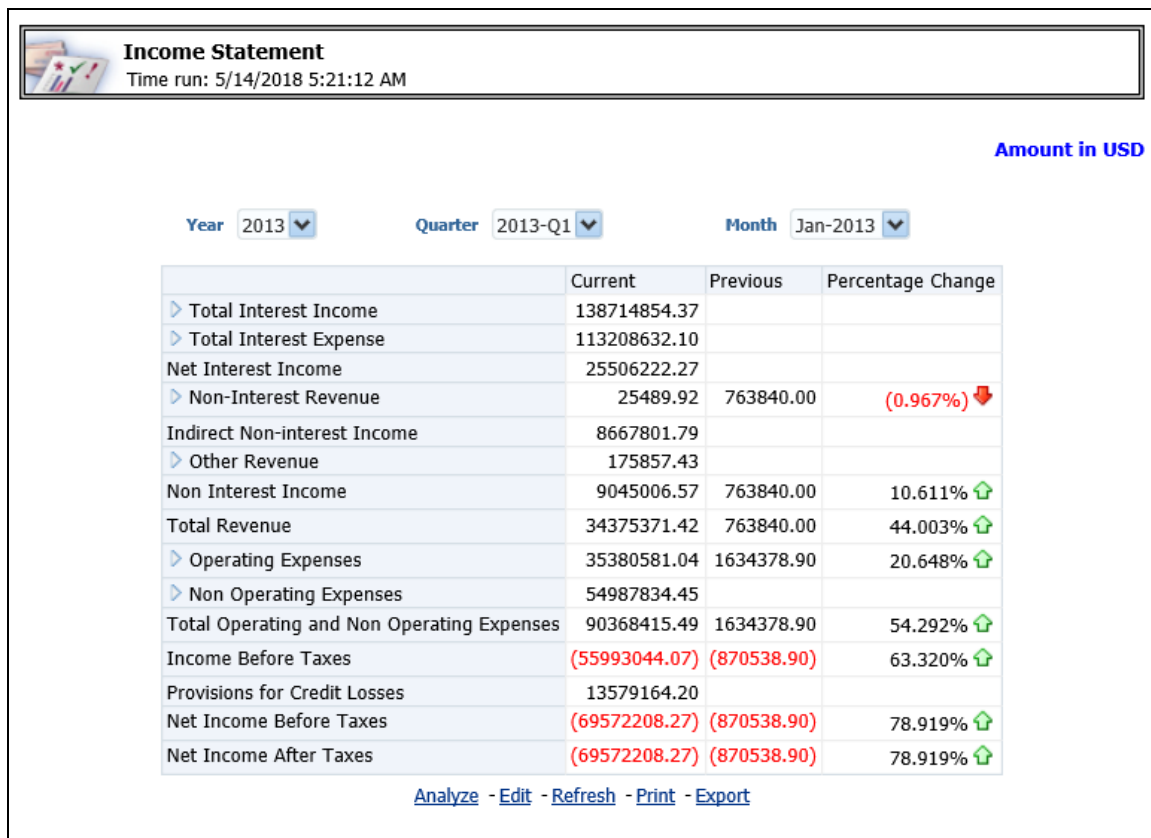 Income Statement
Time run: 5/14/2018 5:21:12 AM
Amount in USD
Year 2013 Quarter 2013-Q1 Month Jan-2013
Current Previous Percentage Change
Total Interest Income 138714854.37
Total Interest Expense 113208632.10
Net Interest Income 25506222.27
Non-Interest Revenue 25489.92 763840.00 (0.967%)
Indirect Non-interest Income 8667801.79
Other Revenue 175857.43
Non Interest Income 9045006.57 763840.00 10.611%
Total Revenue 34375371.42 763840.00 44.003%
Operating Expenses 35380581.04 1634378.90 20.648%
Non Operating Expenses 54987834.45
Total Operating and Non Operating Expenses 90368415.49 1634378.90 54.292%
Income Before Taxes (55993044.07) (870538.90) 63.320%
Provisions for Credit Losses 13579164.20
Net Income Before Taxes (69572208.27) (870538.90) 78.919%
Net Income After Taxes (69572208.27) (870538.90) 78.919%
Analyze - Edit - Refresh - Print - Export